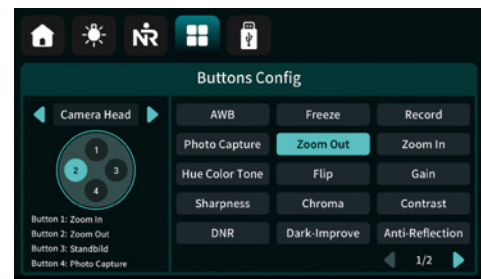 NR
Buttons Config
Camera Head
1
2
3
4
Button 1: Zoom In
Button 2: Zoom Out
Button 3: Standbild
Button 4: Photo Capture
AWB Freeze Record
Photo Capture Zoom Out Zoom In
Hue Color Tone Flip Gain
Sharpness Chroma Contrast
DNR Dark-Improve Anti-Reflection
1/2